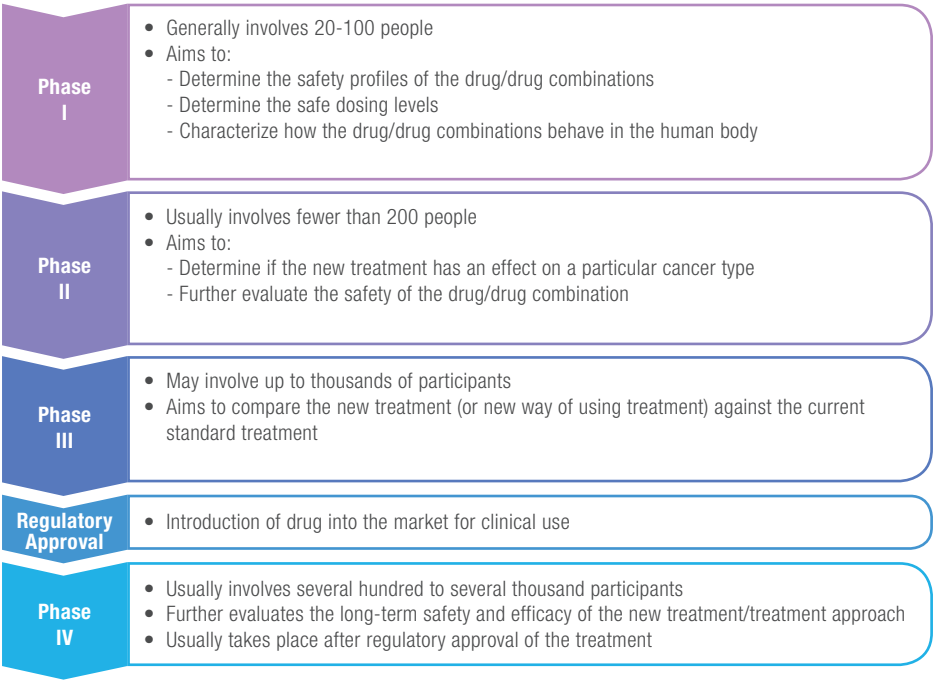 Phase
I
• Generally involves 20-100 people
• Aims to:
- Determine the safety profiles of the drug/drug combinations
- Determine the safe dosing levels
- Characterize how the drug/drug combinations behave in the human body
Phase
II
• Usually involves fewer than 200 people
• Aims to:
- Determine if the new treatment has an effect on a particular cancer type
- Further evaluate the safety of the drug/drug combination
Phase
III
• May involve up to thousands of participants
• Aims to compare the new treatment (or new way of using treatment) against the current
standard treatment
Regulatory
Approval
• Introduction of drug into the market for clinical use
Phase
IV
• Usually involves several hundred to several thousand participants
• Further evaluates the long-term safety and efficacy of the new treatment/treatment approach
• Usually takes place after regulatory approval of the treatment